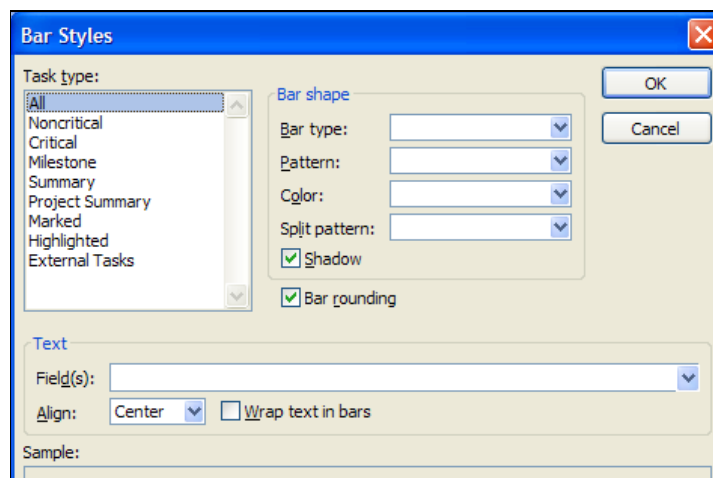 Bar Styles
Task type:
All
Noncritical
Critical
Milestone
Summary
Project Summary
Marked
Highlighted
External Tasks
Bar shape
Bar type:
Pattern:
Color:
Split pattern:
Shadow
Bar rounding
OK
Cancel
Text
Field(s):
Align: Center Wrap text in bars
Sample: